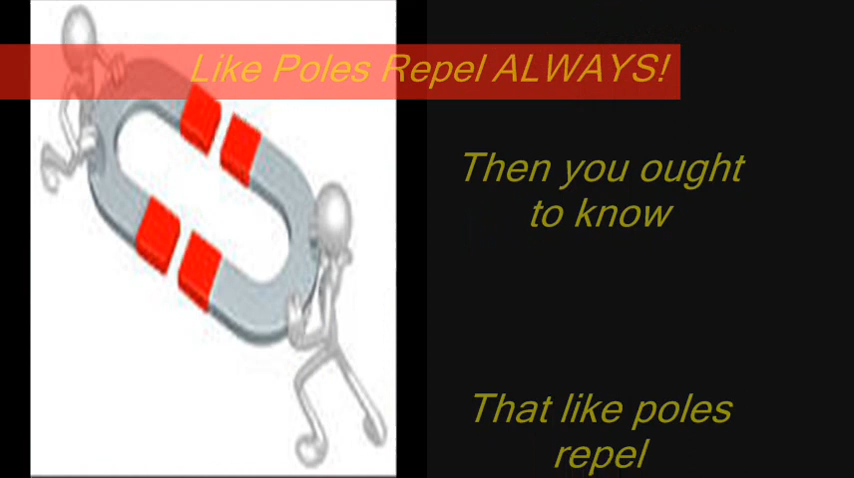 Like Poles Repel ALWAYS!
Then you ought
to know
That like poles
repel